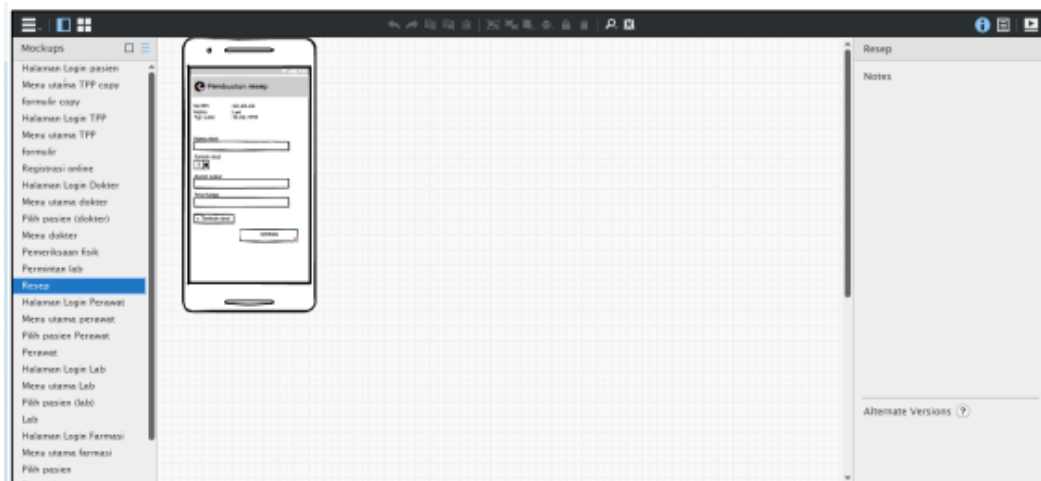 Mockups
Halaman Login pasien
Menu utama TPP copy
formulir copy
Halaman Login TPP
Menu utama TPP
formulir
Registrasi online
Halaman Login Dokter
Menu utama dokter
Pilih pasien (dokter)
Menu dokter
Pemeriksaan fisik
Permintan lab
Resep
Halaman Login Perawat
Menu utama perawat
Pilih pasien Perawat
Perawat
Halaman Login Lab
Menu utama Lab
Pilih pasien (lab)
Lab
Halaman Login Farmasi
Menu utama farmasi
Pilih pasien
Pembuatan resep
Tambah obat
Resep
Notes
Alternate Versions ?